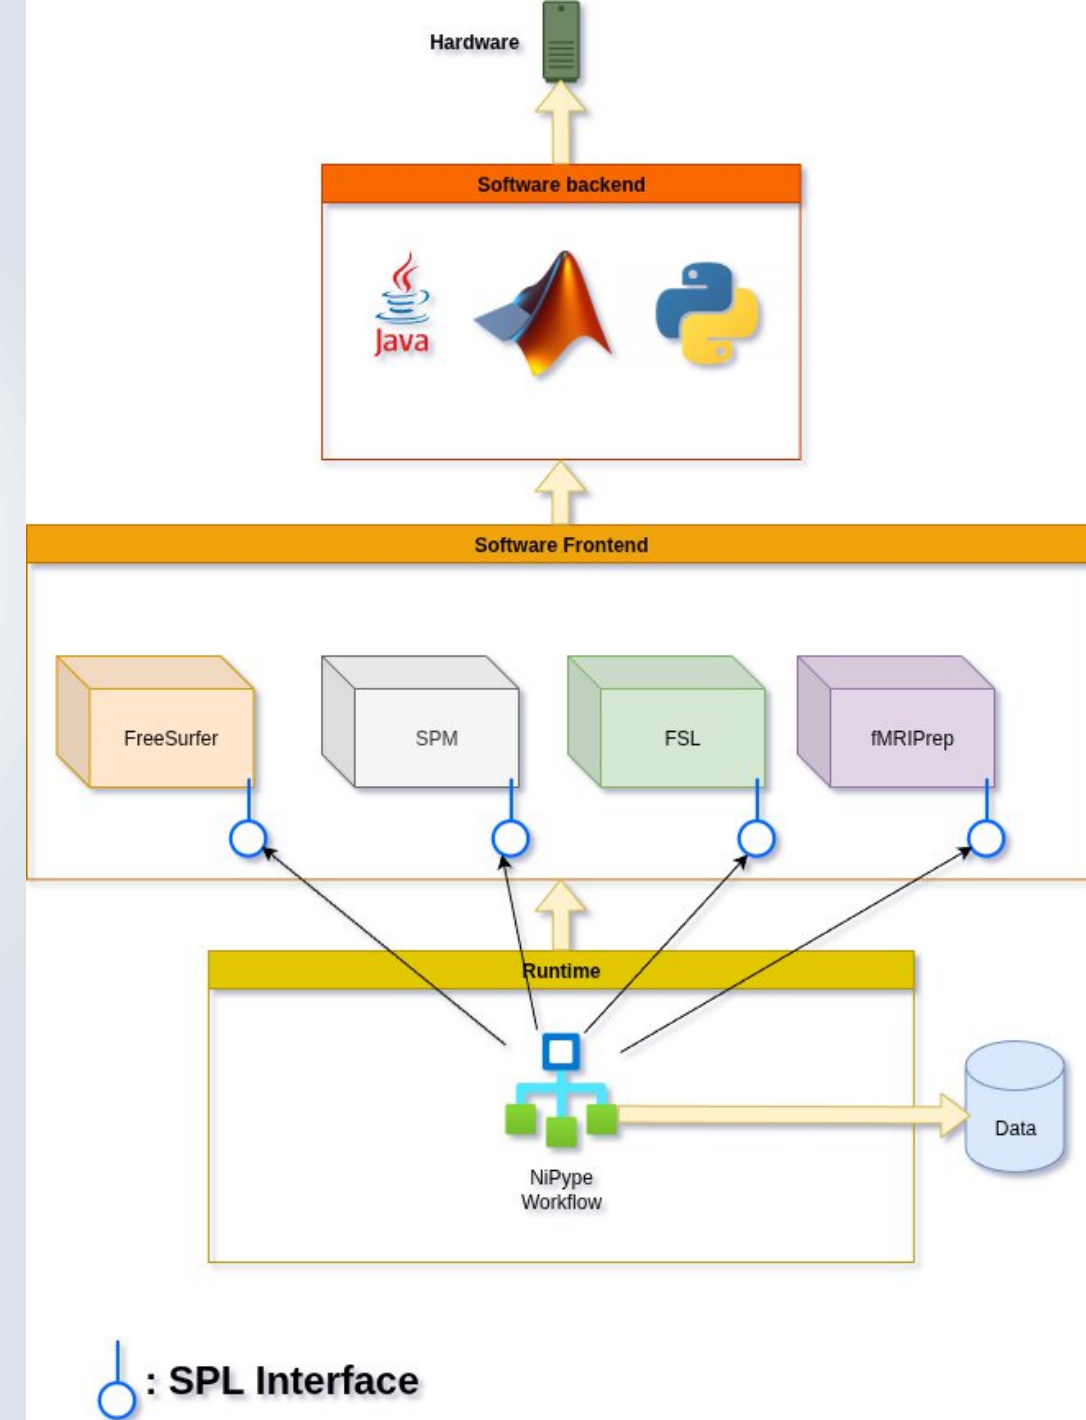 Hardware
Software backend
Java
Software Frontend
FreeSurfer
SPM
FSL
fMRIPrep
Runtime
NiPype
Workflow
Data
: SPL Interface